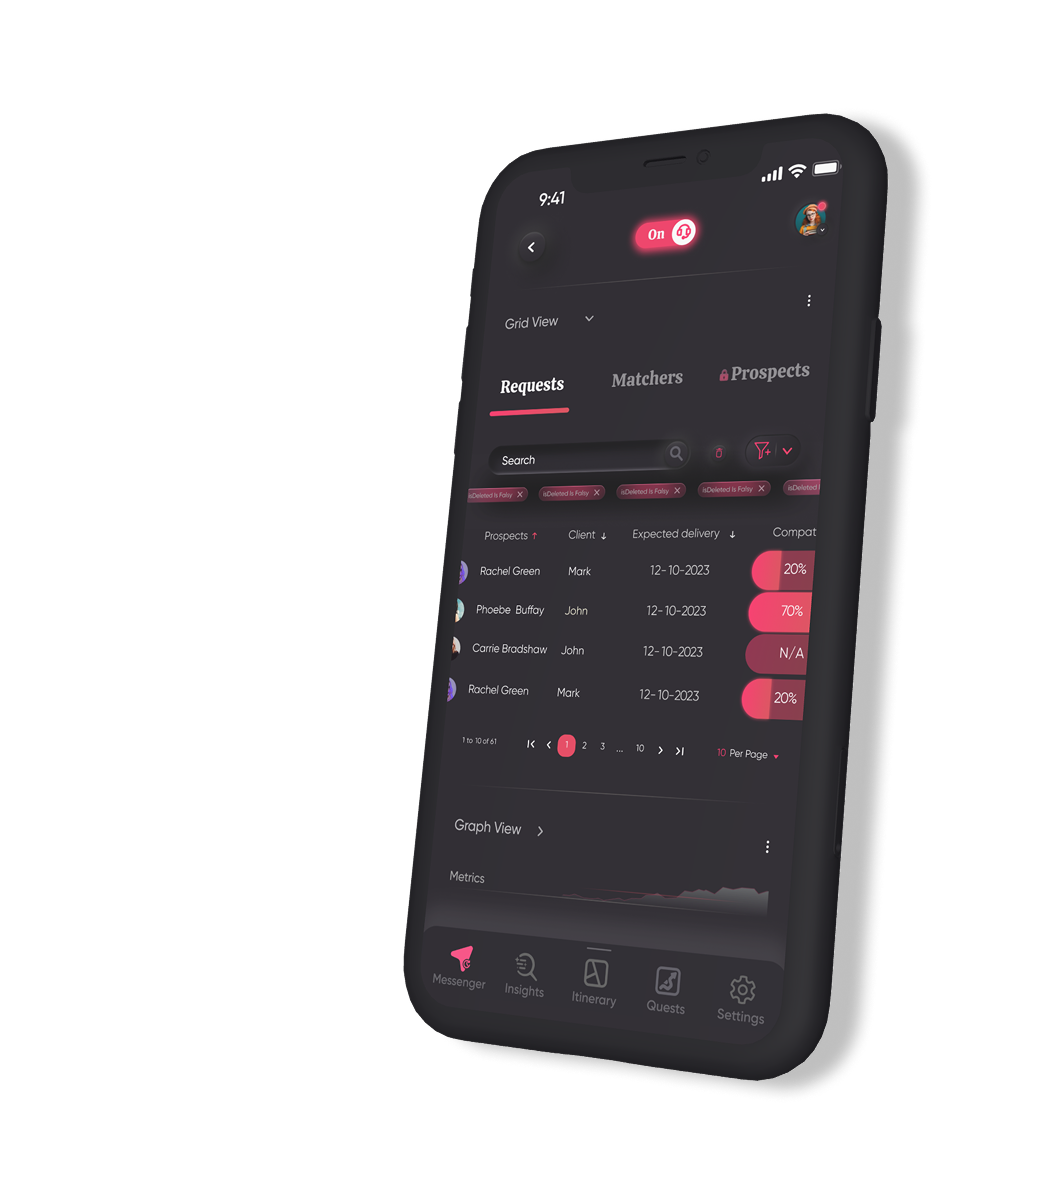 9:41
On
Grid View
Requests Matchers Prospects
Search
isDeleted Is Falsy isDeleted Is Falsy isDeleted Is Falsy isDeleted Is Falsy isDeleted
Prospects Client Expected delivery Compat
Rachel Green Mark 12-10-2023 20%
Phoebe Buffay John 12-10-2023 70%
Carrie Bradshaw John 12-10-2023 N/A
Rachel Green Mark 12-10-2023 20%
1 to 10 of 61 1 2 3 ... 10 10 Per Page
Graph View
Metrics
Messenger Insights Itinerary Quests Settings